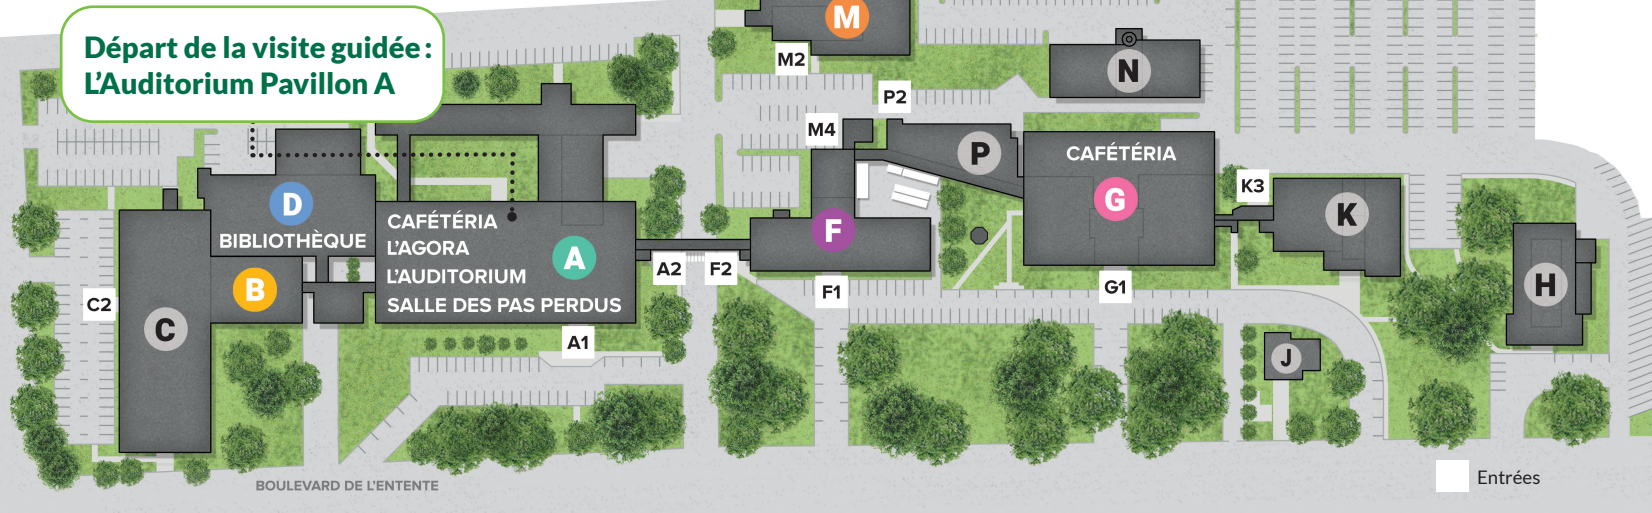 Départ de la visite guidée :
L’Auditorium Pavillon A
M
M2
N
P2
M4
P
CAFÉTÉRIA
G
K3
K
D
BIBLIOTHÈQUE
CAFÉTÉRIA
L’AGORA
L’AUDITORIUM
SALLE DES PAS PERDUS
A
F
A2
F2
B
C2
C
F1
G1
H
A1
J
BOULEVARD DE L’ENTENTE
Entrées